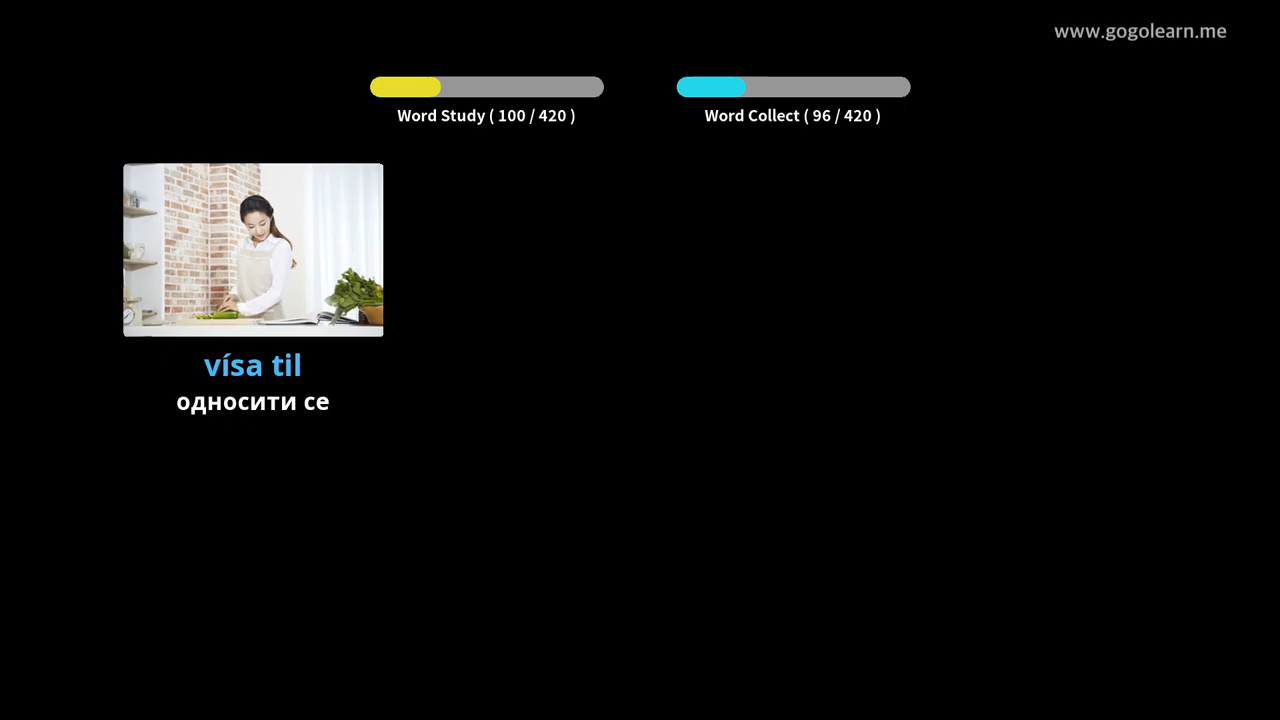 www.gogolearn.me
Word Study ( 100 / 420 )
Word Collect ( 96 / 420 )
vísa til
односити се